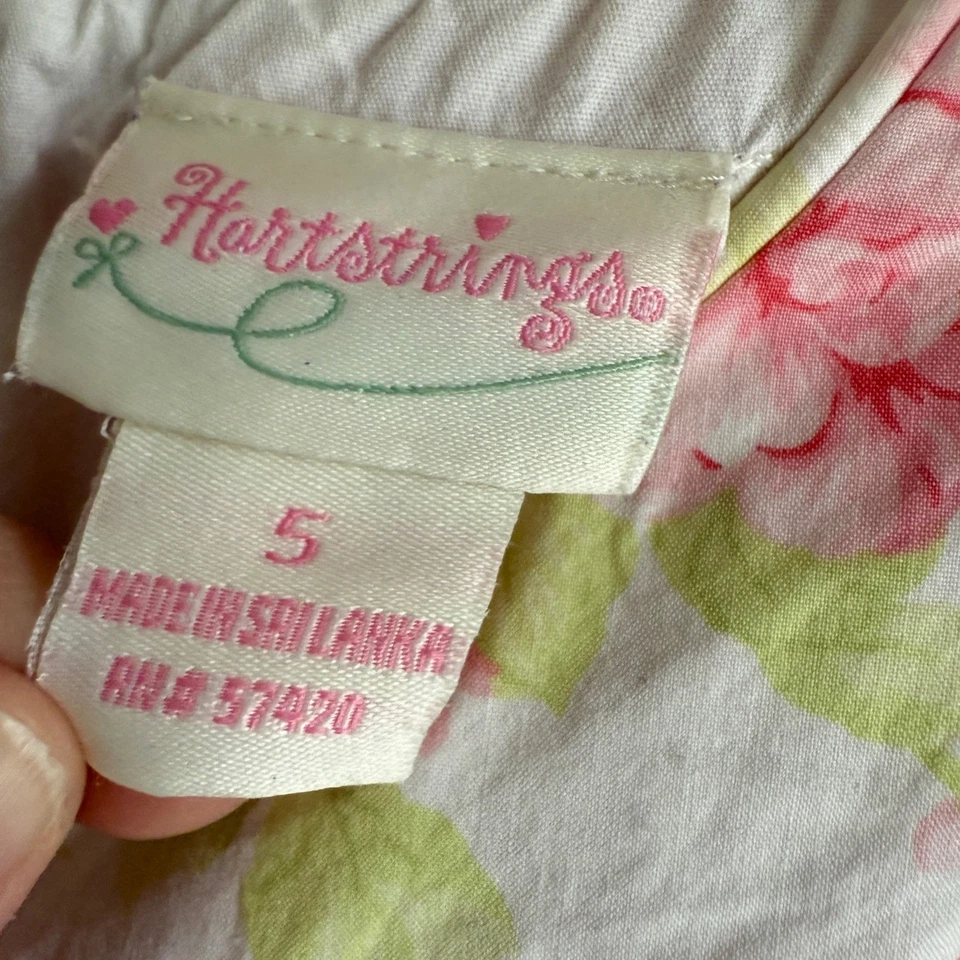 Hartstrings®
5
MADE IN SRI LANKA
RN# 57420